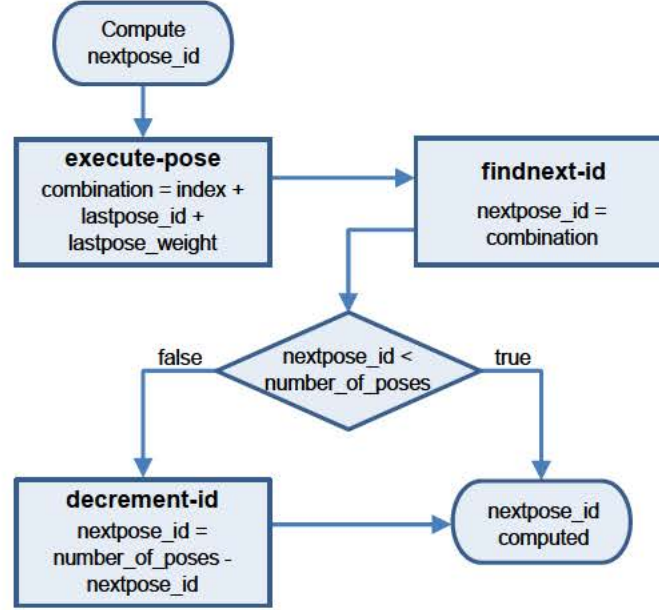 Compute
nextpose_id
execute-pose
combination = index +
lastpose_id +
lastpose_weight
findnext-id
nextpose_id =
combination
false
nextpose_id <
number_of_poses
true
decrement-id
nextpose_id =
number_of_poses -
nextpose_id
nextpose_id
computed